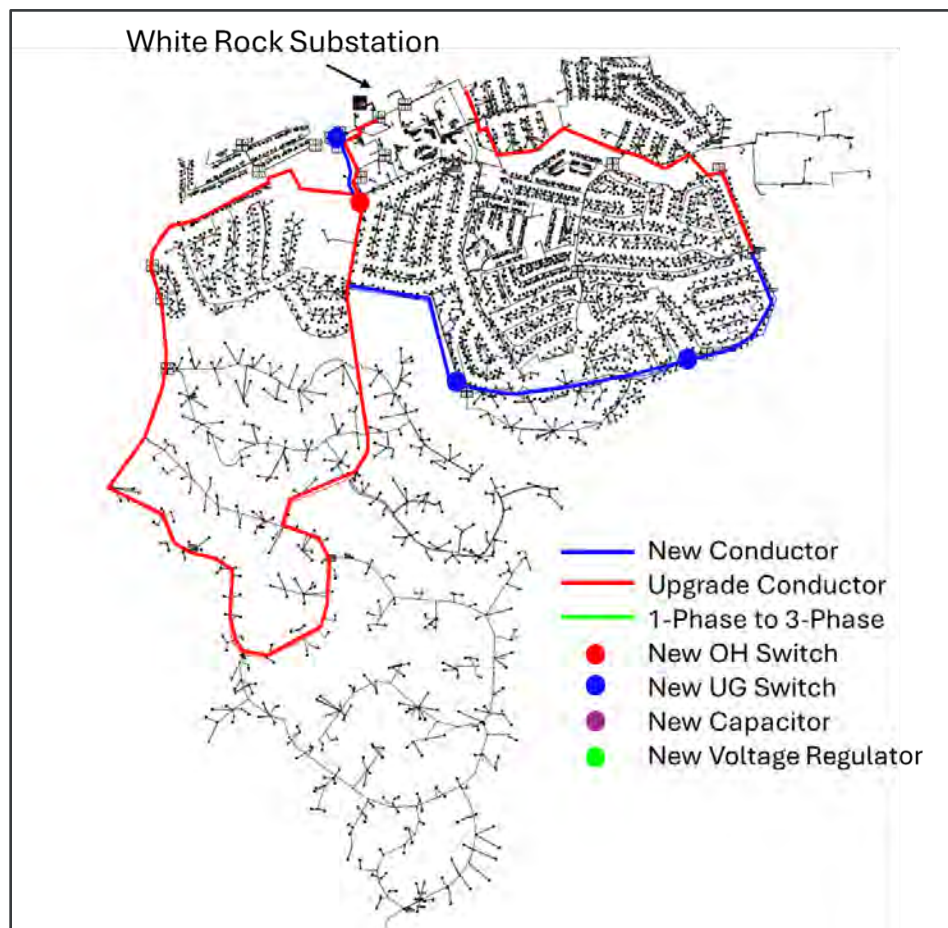 White Rock Substation
New Conductor
Upgrade Conductor
1-Phase to 3-Phase
New OH Switch
New UG Switch
New Capacitor
New Voltage Regulator